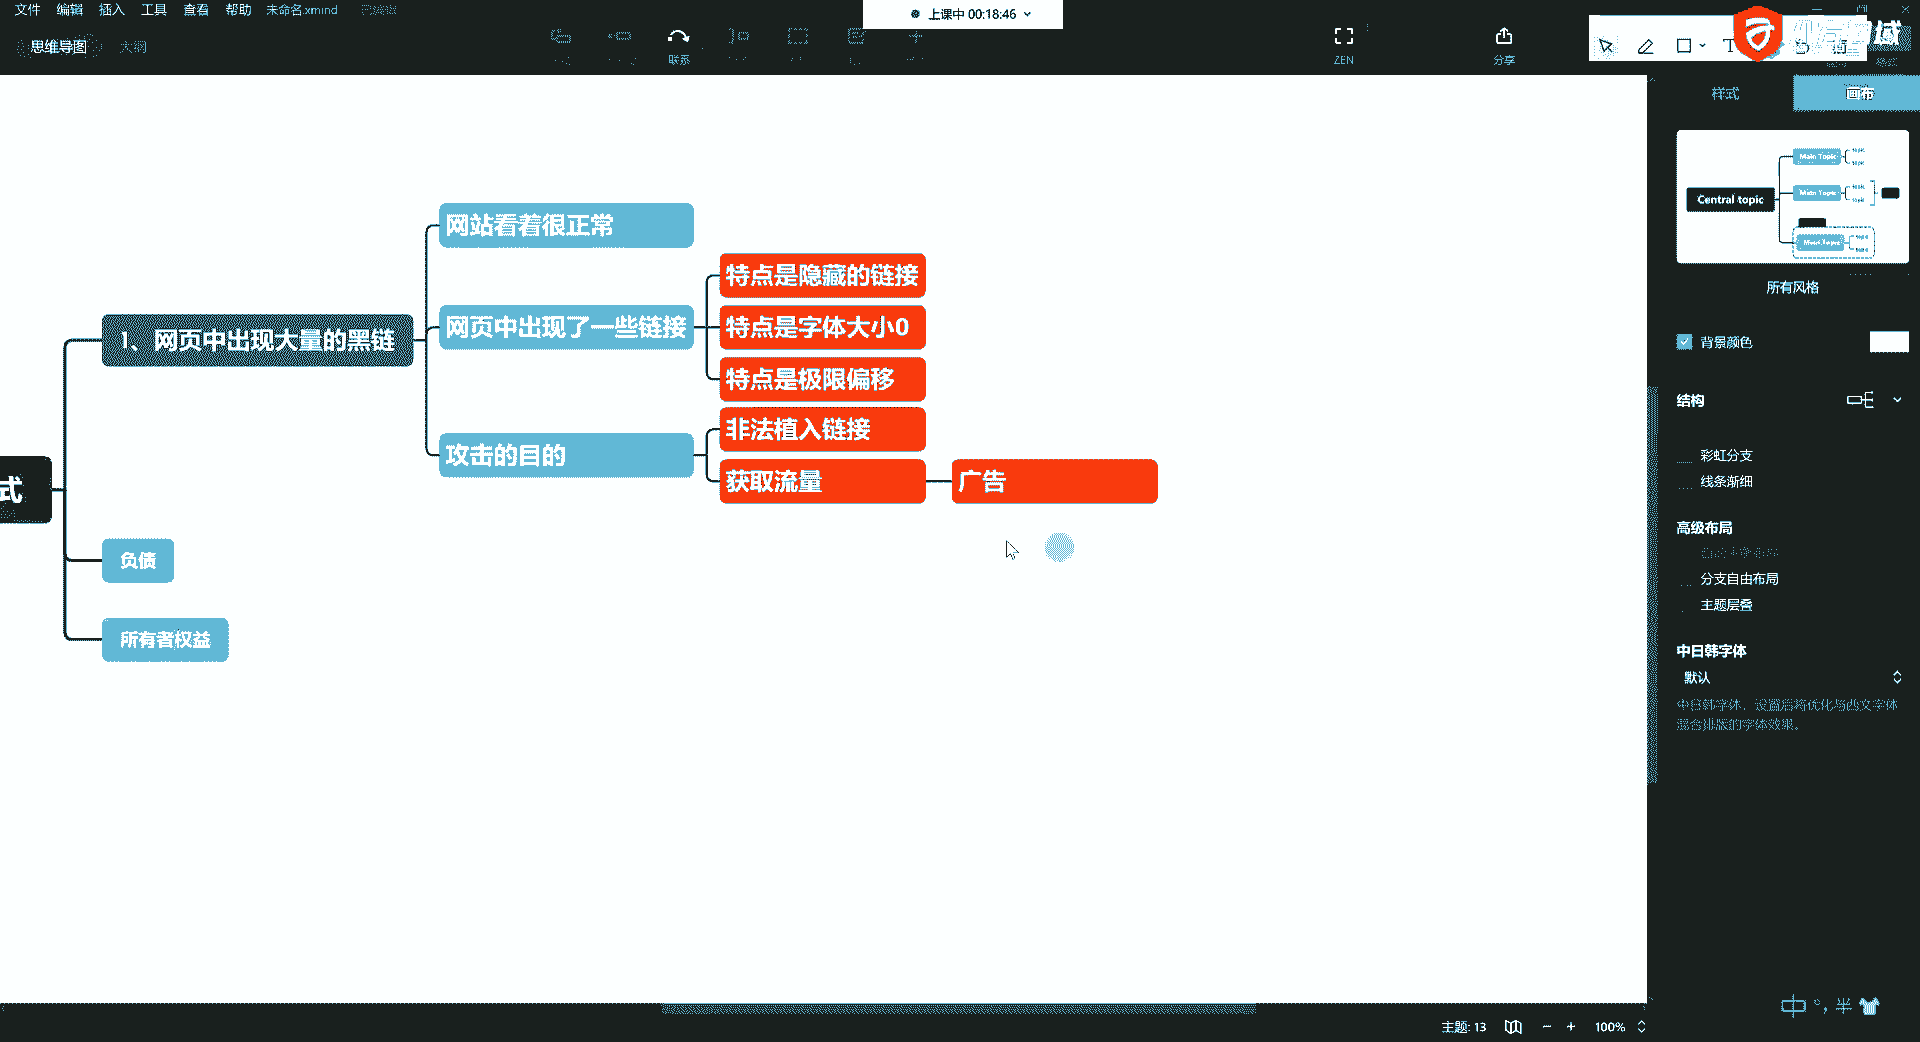 文件 编辑 插入 工具 查看 帮助 未命名.xmind
上课中 00:18:46
思维导图 大纲
联系
ZEN
分享
T
样式
画布
Central topic
Main Topic
Main Topic
Main Topic
所有风格
背景颜色
结构
彩虹分支
线条渐细
高级布局
分支自由布局
主题层叠
中日韩字体
默认
中日韩字体，设置后将优化与西文字体
混合排版的字体效果。
式
1、网页中出现大量的黑链
网站看着很正常
网页中出现了一些链接
特点是隐藏的链接
特点是字体大小0
特点是极限偏移
攻击的目的
非法植入链接
获取流量
广告
负债
所有者权益
主题: 13
100%
中 °, 半